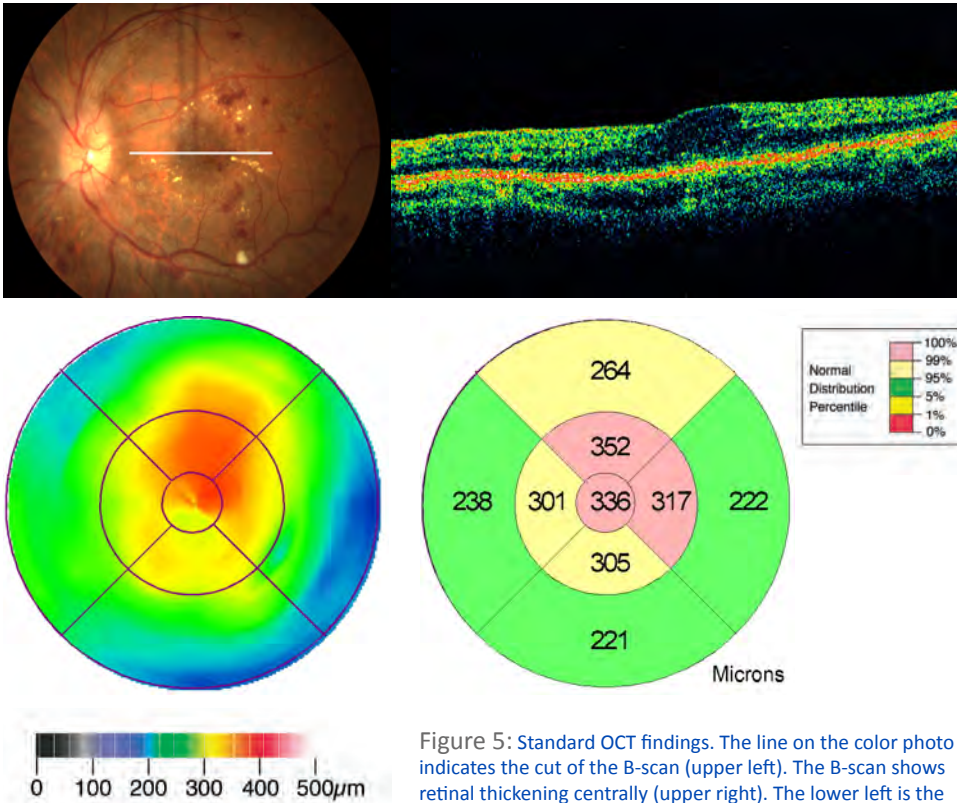 264
352
238
301
336
317
222
305
221
Microns
Normal
Distribution
Percentile
100%
99%
95%
5%
1%
0%
0 100 200 300 400 500μm
Figure 5: Standard OCT findings. The line on the color photo
indicates the cut of the B-scan (upper left). The B-scan shows
retinal thickening centrally (upper right). The lower left is the